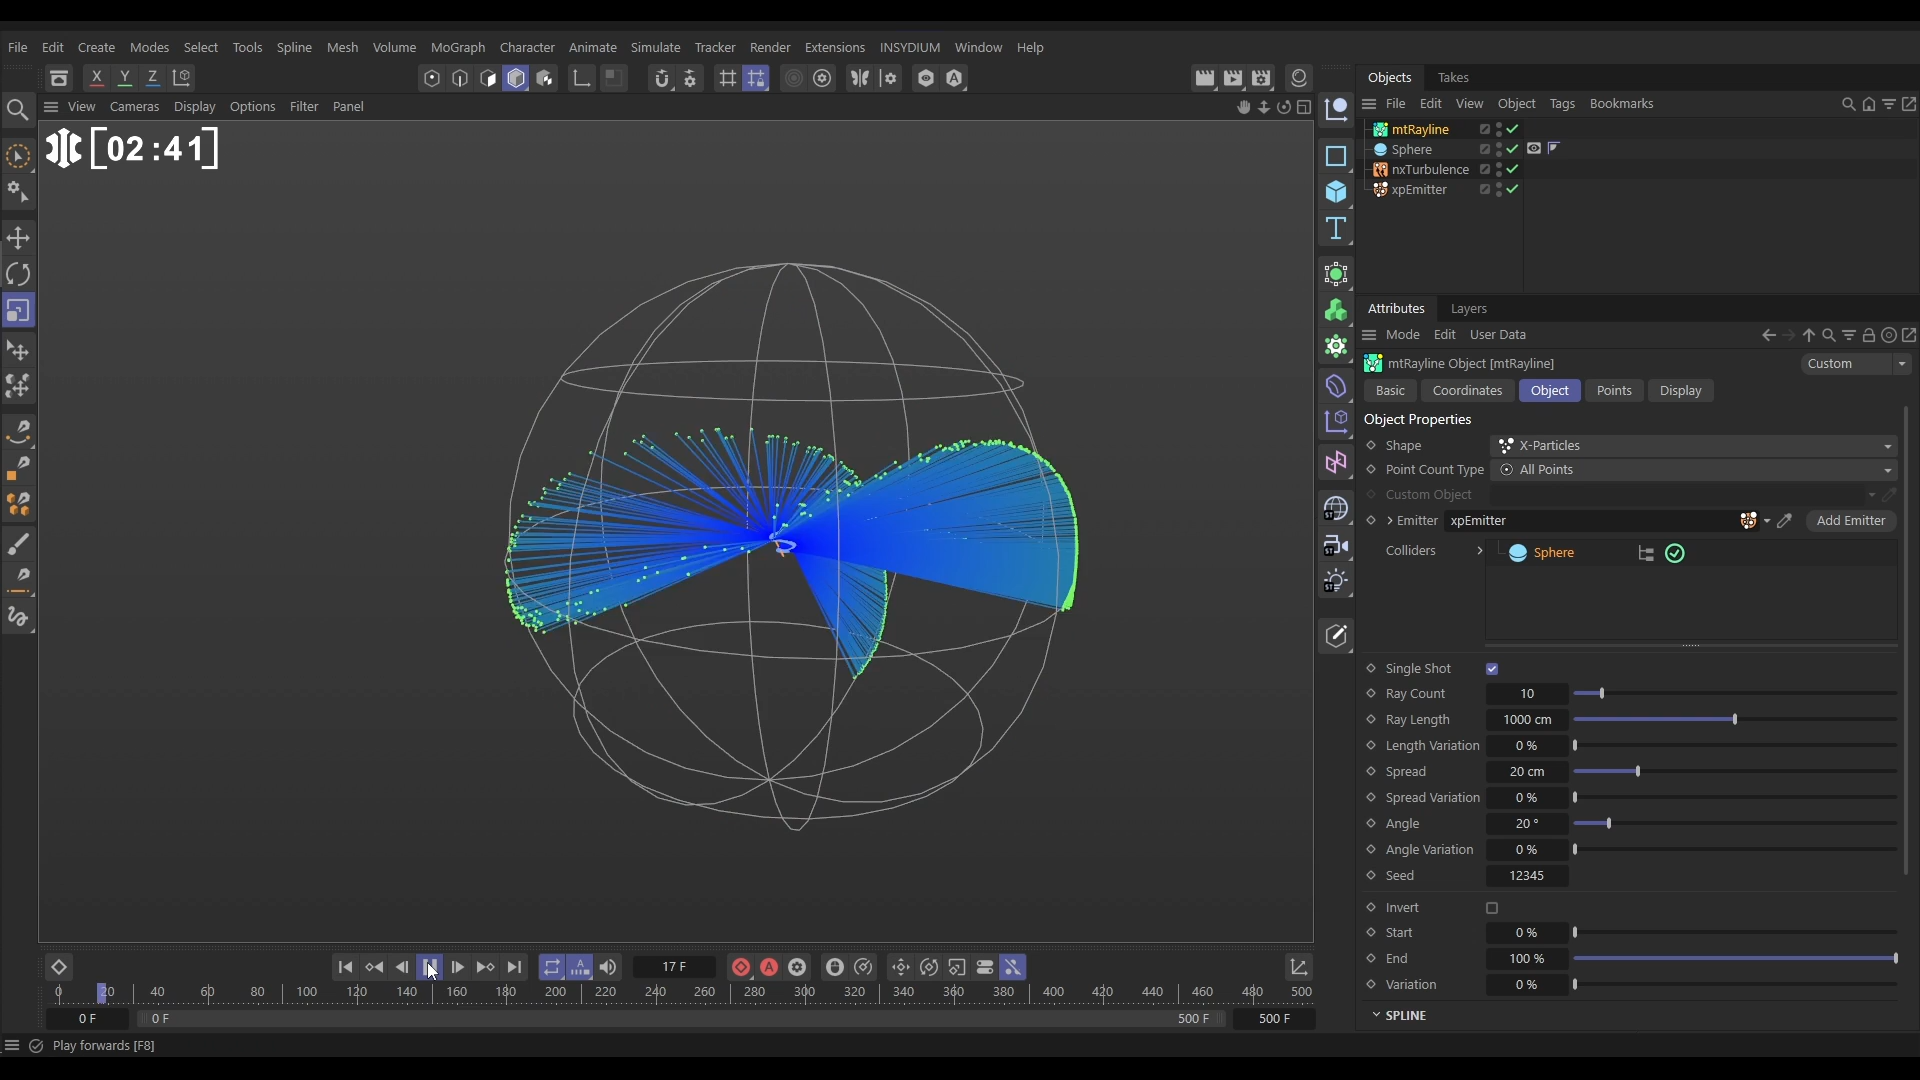 File Edit Create Modes Select Tools Spline Mesh Volume MoGraph Character Animate Simulate Tracker Render Extensions INSYDIUM Window Help
X Y Z
View Cameras Display Options Filter Panel
[02:41]
Objects Takes
File Edit View Object Tags Bookmarks
mtRayline
Sphere
nxTurbulence
xpEmitter
Attributes Layers
Mode Edit User Data
mtRayline Object [mtRayline] Custom
Basic Coordinates Object Points Display
Object Properties
Shape X-Particles
Point Count Type All Points
Custom Object
Emitter xpEmitter Add Emitter
Colliders Sphere
Single Shot
Ray Count 10
Ray Length 1000 cm
Length Variation 0 %
Spread 20 cm
Spread Variation 0 %
Angle 20 °
Angle Variation 0 %
Seed 12345
Invert
Start 0 %
End 100 %
Variation 0 %
SPLINE
17 F
0 20 40 60 80 100 120 140 160 180 200 220 240 260 280 300 320 340 360 380 400 420 440 460 480 500
0 F 0 F 500 F 500 F
Play forwards [F8]